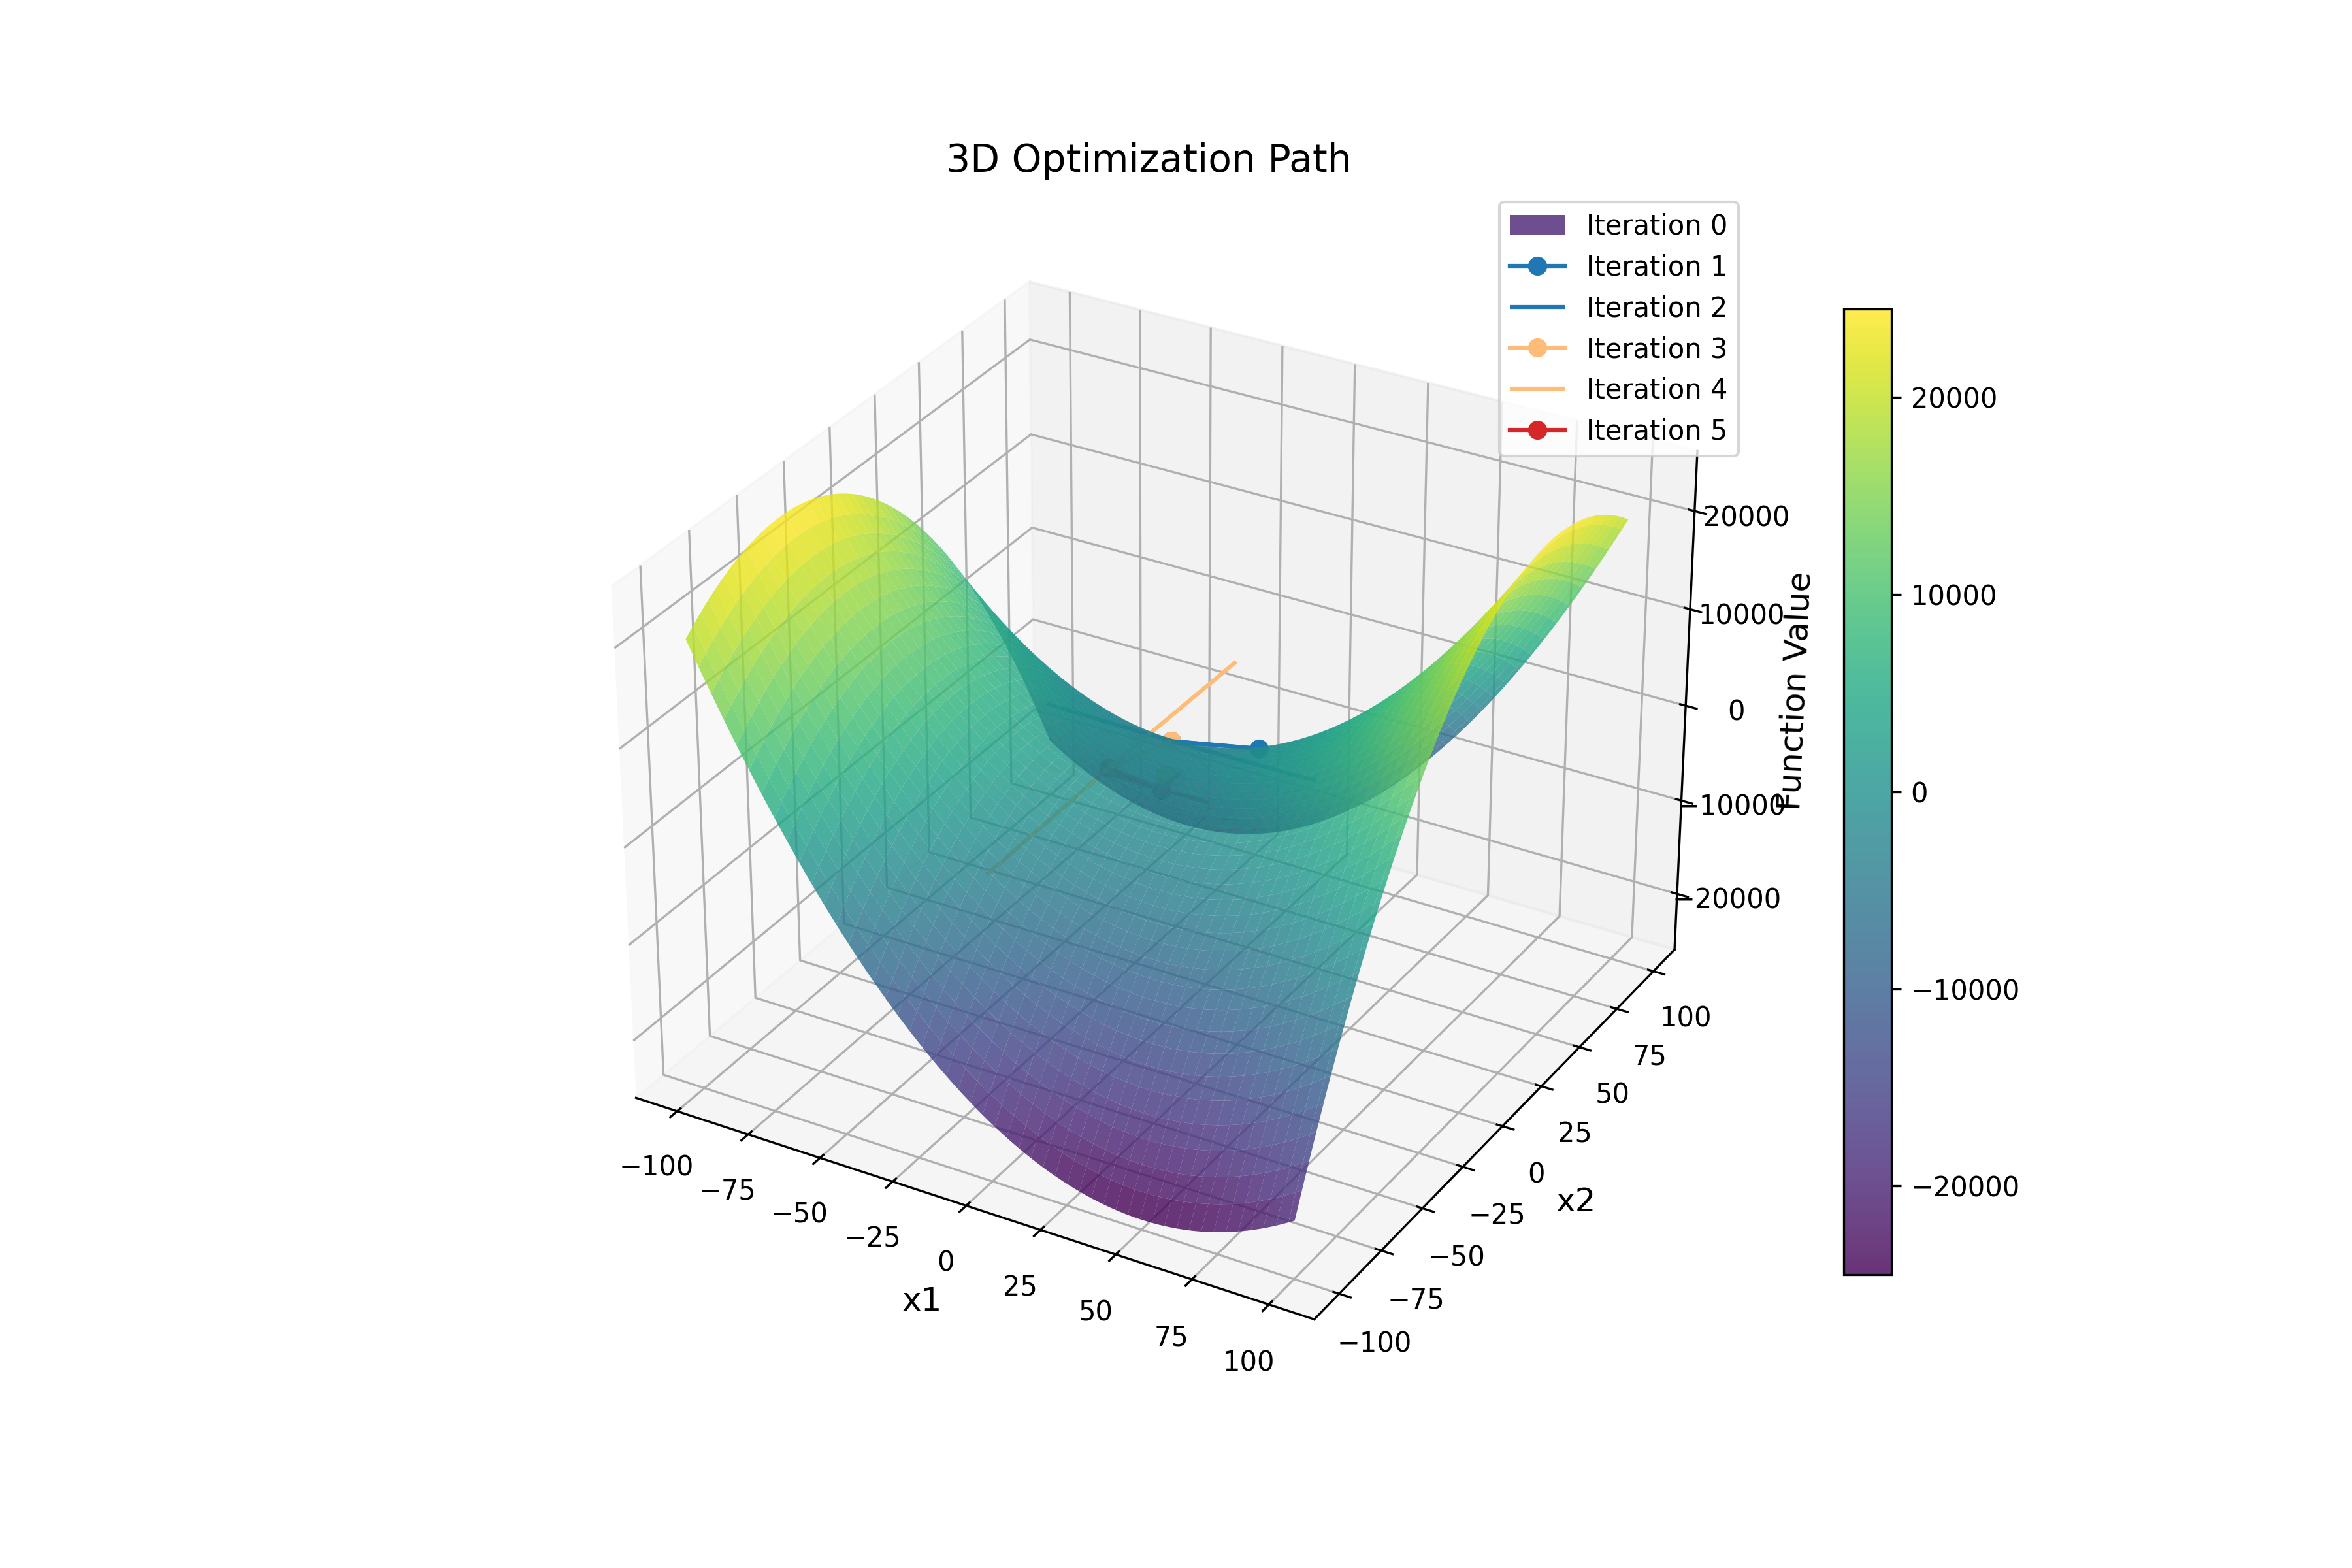 3D Optimization Path
Iteration 0
Iteration 1
Iteration 2
Iteration 3
Iteration 4
Iteration 5
20000
10000
0
−10000
−20000
Function Value
20000
10000
0
−10000
−20000
−100
−75
−50
−25
0
25
50
75
100
x1
100
75
50
25
0
−25
−50
−75
−100
x2